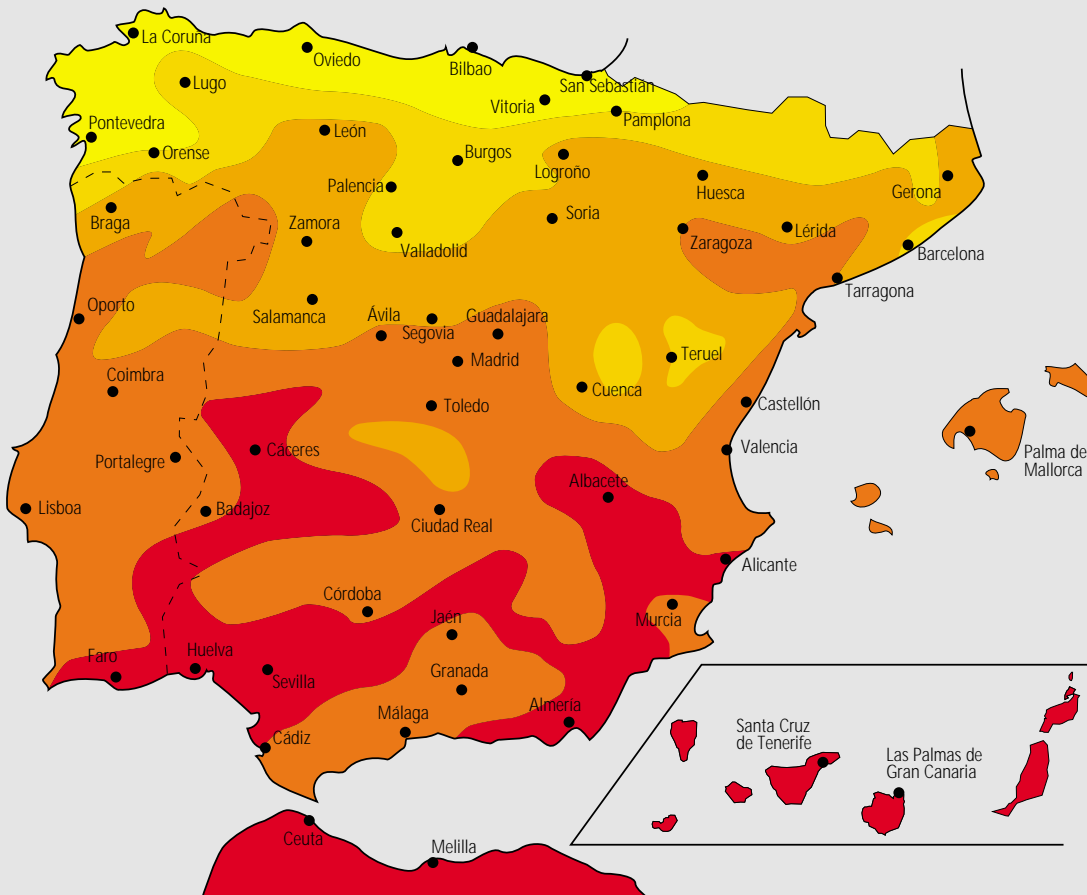 La Coruña
Oviedo
Bilbao
San Sebastián
Lugo
Vitoria
Pamplona
Pontevedra
León
Orense
Burgos
Logroño
Palencia
Huesca
Gerona
Braga
Zamora
Soria
Valladolid
Zaragoza
Lérida
Barcelona
Tarragona
Oporto
Salamanca
Ávila
Segovia
Guadalajara
Madrid
Teruel
Coimbra
Cuenca
Toledo
Castellón
Cáceres
Valencia
Portalegre
Palma de
Mallorca
Albacete
Lisboa
Badajoz
Ciudad Real
Alicante
Córdoba
Jaén
Murcia
Faro
Huelva
Sevilla
Granada
Almería
Málaga
Cádiz
Santa Cruz
de Tenerife
Las Palmas de
Gran Canaria
Ceuta
Melilla